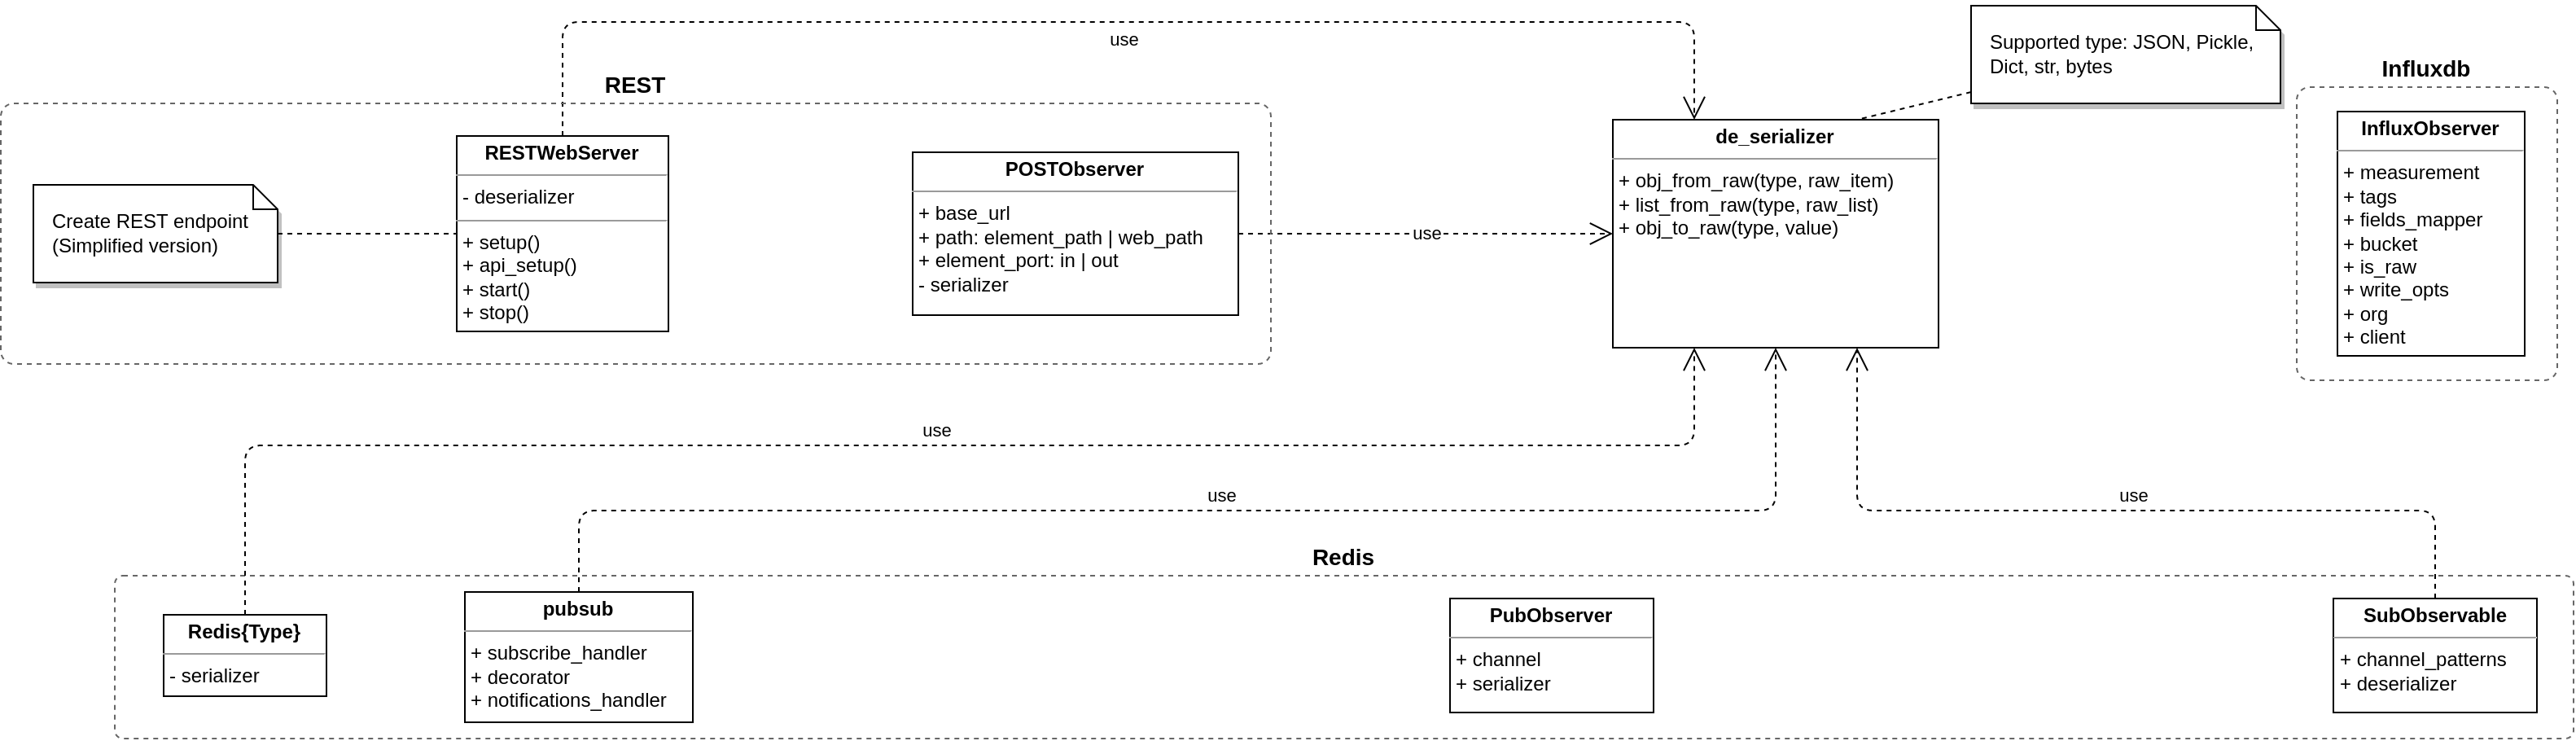 use
Supported type: JSON, Pickle,
Dict, str, bytes
REST
Influxdb
Create REST endpoint
(Simplified version)
RESTWebServer
- deserializer
+ setup()
+ api_setup()
+ start()
+ stop()
POSTObserver
+ base_url
+ path: element_path | web_path
+ element_port: in | out
- serializer
use
de_serializer
+ obj_from_raw(type, raw_item)
+ list_from_raw(type, raw_list)
+ obj_to_raw(type, value)
InfluxObserver
+ measurement
+ tags
+ fields_mapper
+ bucket
+ is_raw
+ write_opts
+ org
+ client
use
use
use
Redis
Redis{Type}
- serializer
pubsub
+ subscribe_handler
+ decorator
+ notifications_handler
PubObserver
+ channel
+ serializer
SubObservable
+ channel_patterns
+ deserializer